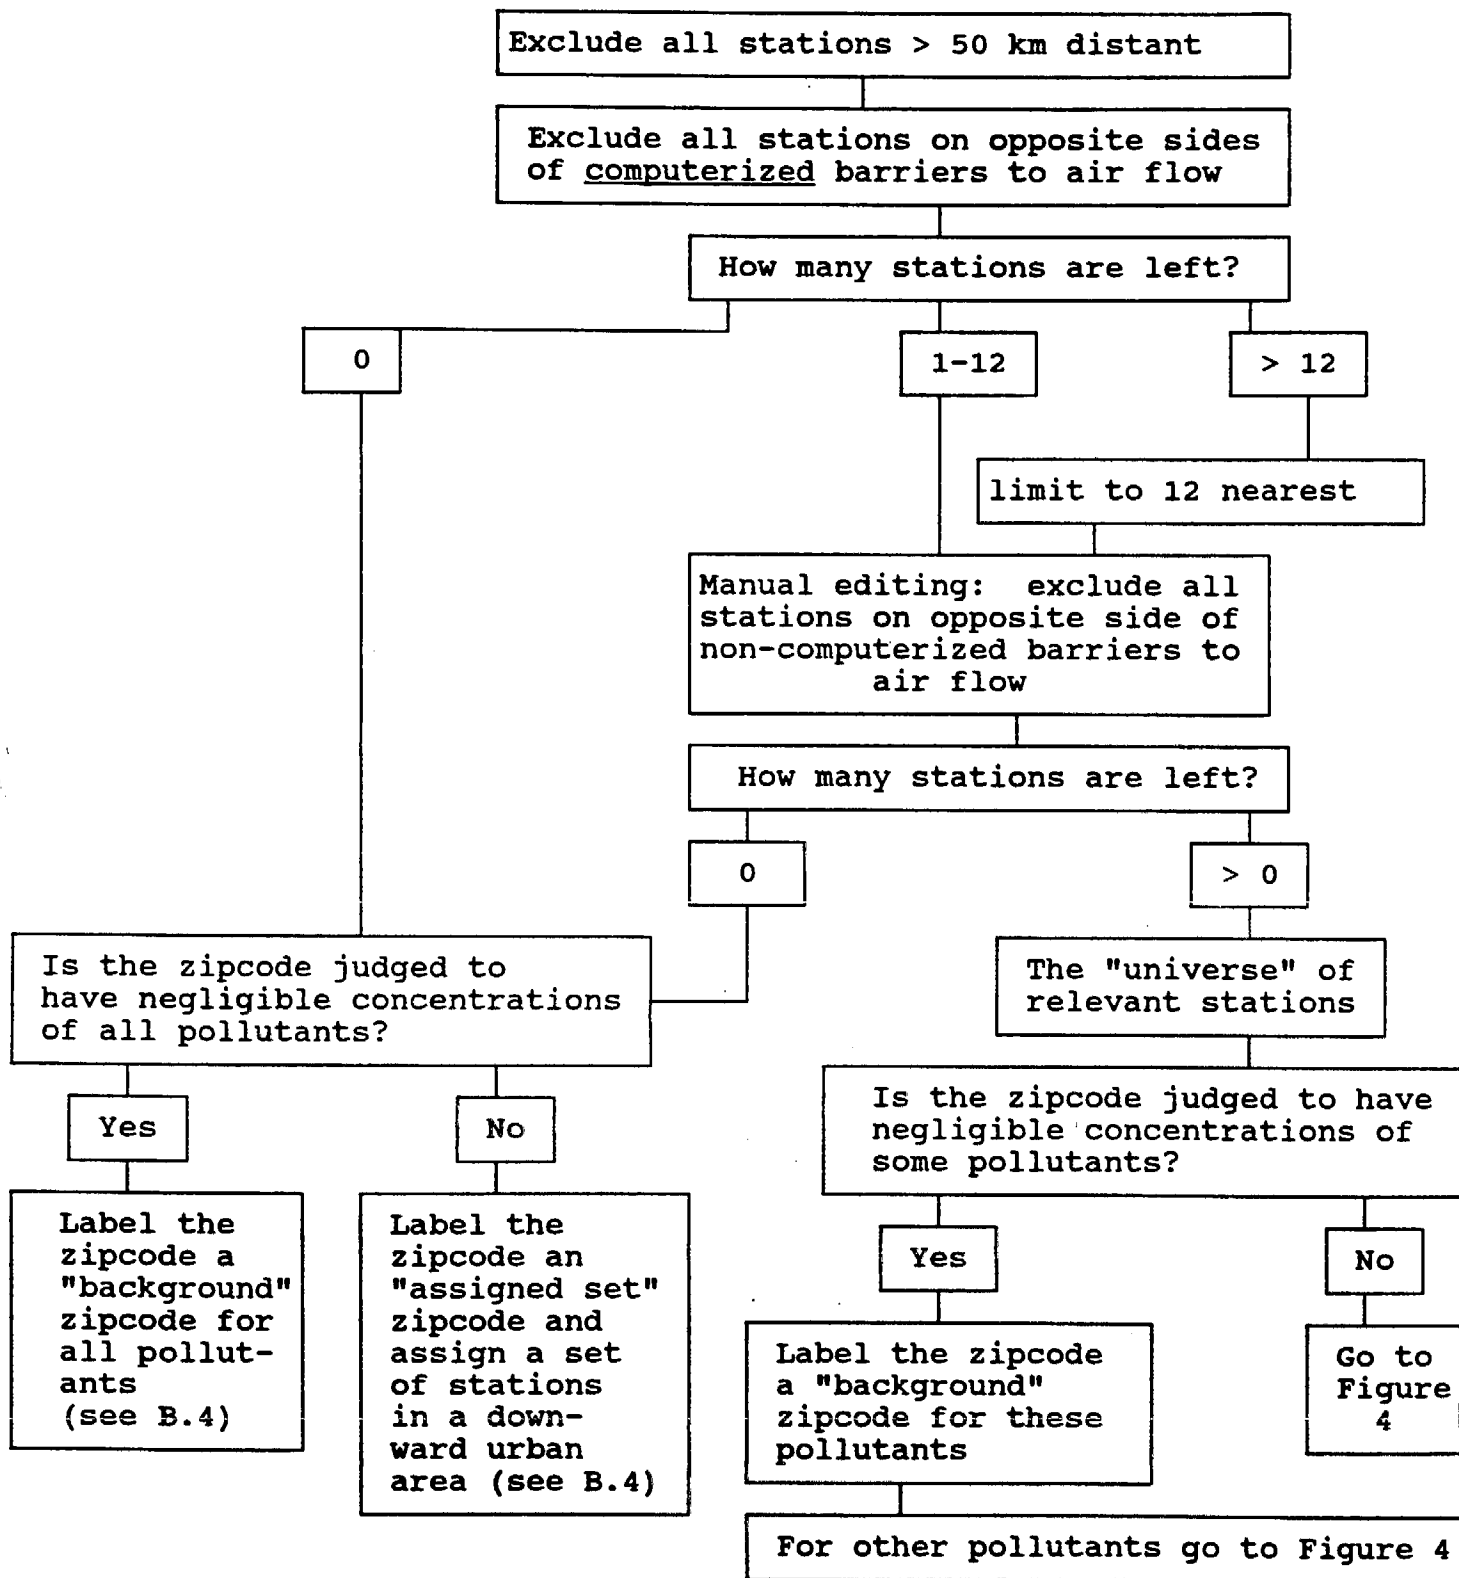 Exclude all stations > 50 km distant
Exclude all stations on opposite sides
of computerized barriers to air flow
How many stations are left?
0
1-12
> 12
limit to 12 nearest
Manual editing: exclude all
stations on opposite side of
non-computerized barriers to
air flow
How many stations are left?
0
> 0
Is the zipcode judged to
have negligible concentrations
of all pollutants?
The "universe" of
relevant stations
Yes
No
Is the zipcode judged to have
negligible concentrations of
some pollutants?
Label the
zipcode a
"background"
zipcode for
all pollut-
ants
(see B.4)
Label the
zipcode an
"assigned set"
zipcode and
assign a set
of stations
in a down-
ward urban
area (see B.4)
Yes
No
Label the zipcode
a "background"
zipcode for these
pollutants
Go to
Figure
4
For other pollutants go to Figure 4